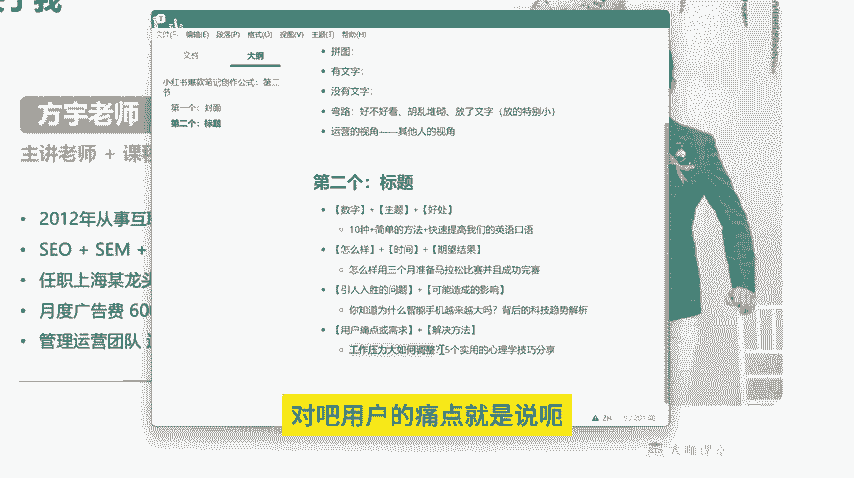 了我
方宇老师
主讲老师 + 课程
• 2012年从事互联
• SEO + SEM +
• 任职上海某龙头
• 月度广告费 600
• 管理运营团队
文件(F) 编辑(E) 段落(P) 格式(O) 视图(V) 主题(T) 帮助(H)
文档 大纲
小红书爆款笔记创作公式：第二
书
第一个：封面
第二个：标题
• 拼图：
• 有文字：
• 没有文字：
• 弯路：好不好看、胡乱堆砌、放了文字（放的特别小）
• 运营的视角——其他人的视角
第二个：标题
• 【数字】+【主题】+【好处】
○ 10种+简单的方法+快速提高我们的英语口语
• 【怎么样】+【时间】+【期望结果】
○ 怎么样用三个月准备马拉松比赛并且成功完赛
• 【引人入胜的问题】+【可能造成的影响】
○ 你知道为什么智能手机越来越大吗？背后的科技趋势解析
• 【用户痛点或需求】+【解决方法】
○ 工作压力大如何调整？5个实用的心理学技巧分享
对吧用户的痛点就是说呃